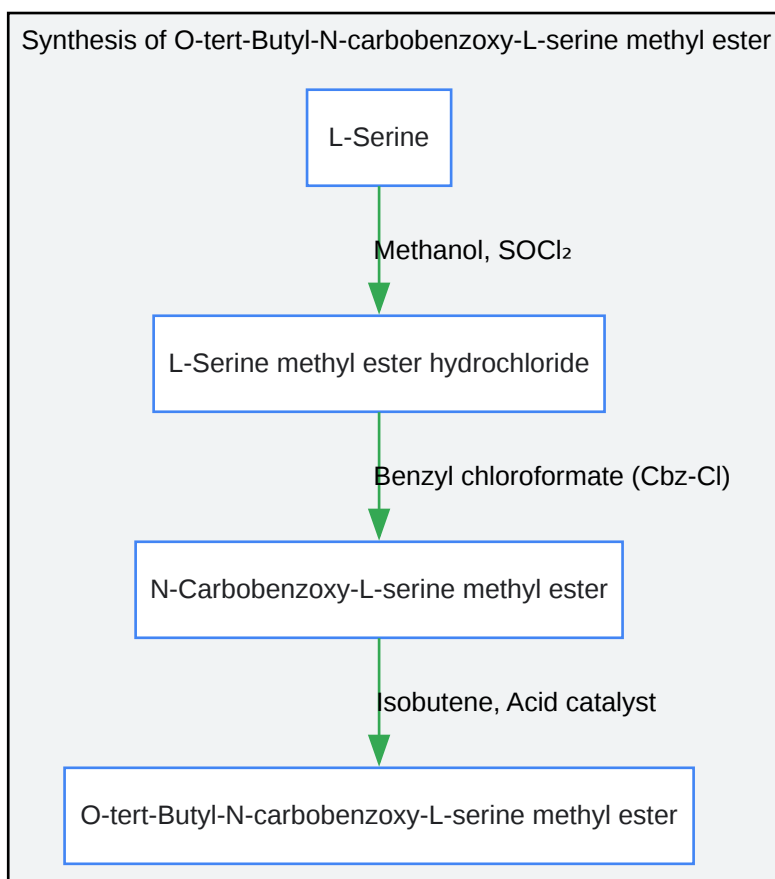 Synthesis of O-tert-Butyl-N-carbobenzoxy-L-serine methyl ester
L-Serine
Methanol, SOCl₂
L-Serine methyl ester hydrochloride
Benzyl chloroformate (Cbz-Cl)
N-Carbobenzoxy-L-serine methyl ester
Isobutene, Acid catalyst
O-tert-Butyl-N-carbobenzoxy-L-serine methyl ester